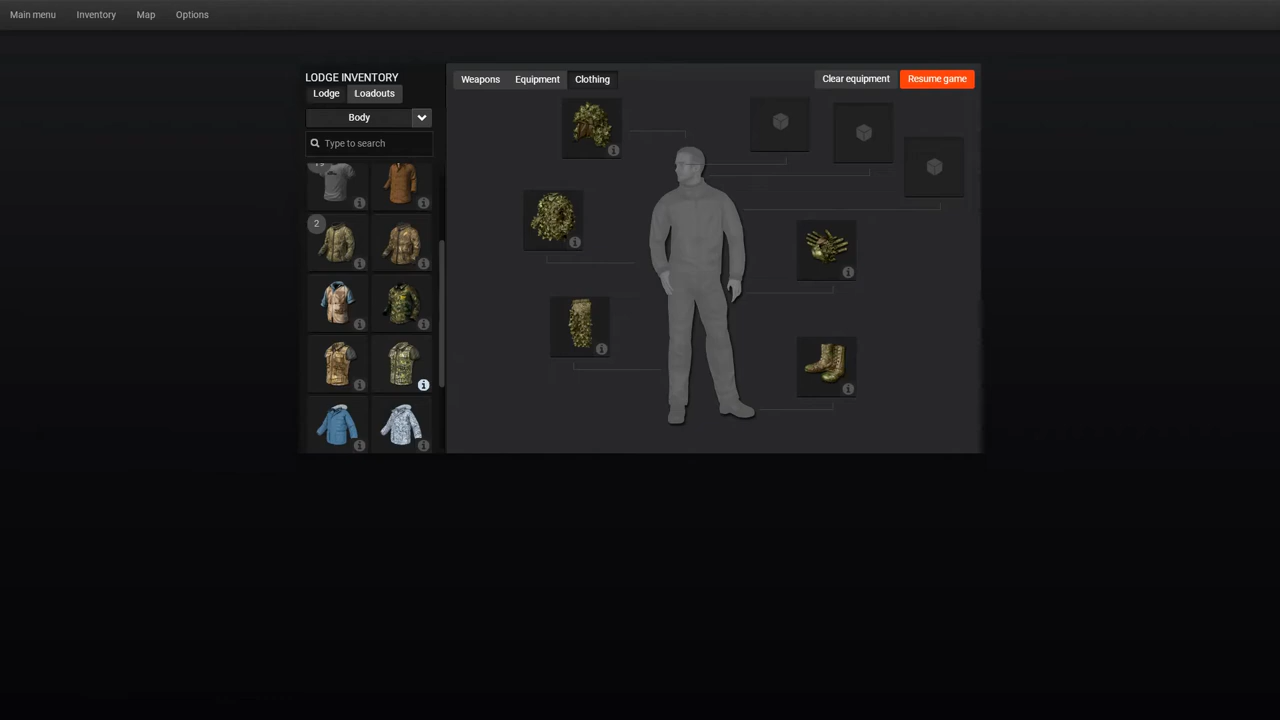 Main menu Inventory Map Options
LODGE INVENTORY
Lodge Loadouts
Weapons Equipment Clothing
Clear equipment Resume game
Body
Type to search
2